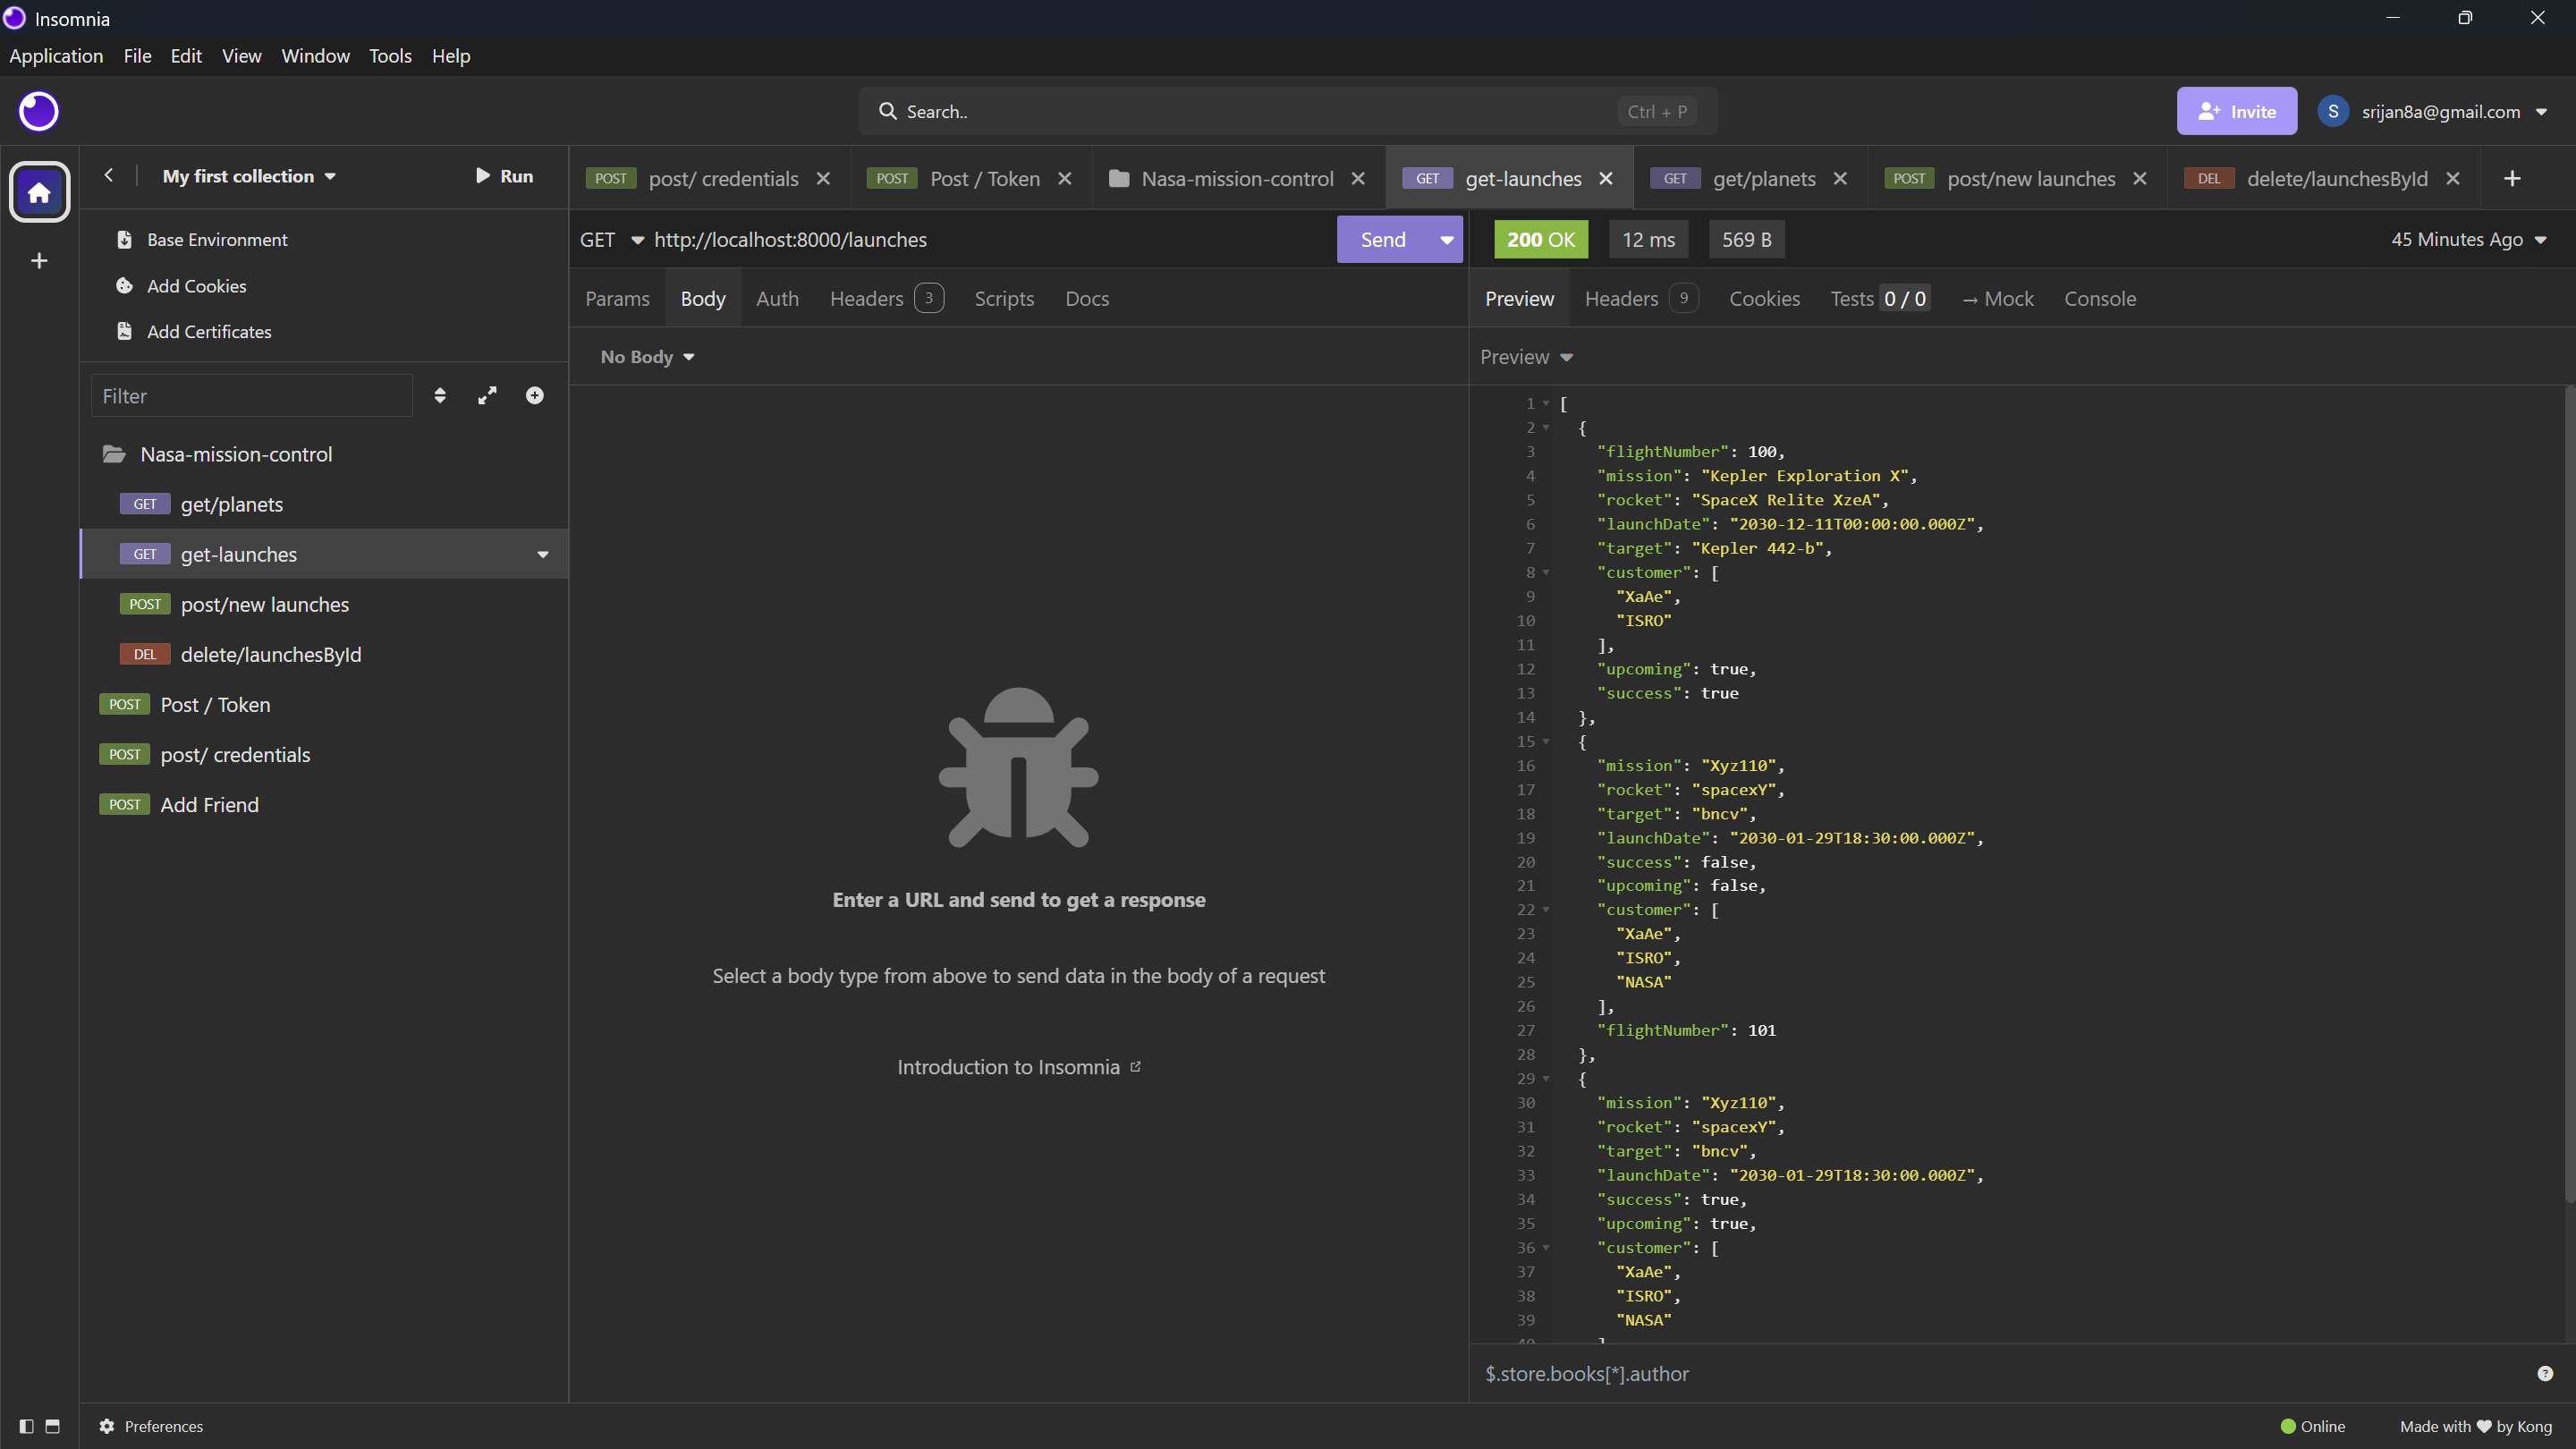 Insomnia
Application File Edit View Window Tools Help
Search.. Ctrl + P
Invite
S srijan8a@gmail.com
My first collection
Run
POST post/ credentials
POST Post / Token
Nasa-mission-control
GET get-launches
GET get/planets
POST post/new launches
DEL delete/launchesById
Base Environment
Add Cookies
Add Certificates
Filter
Nasa-mission-control
GET get/planets
GET get-launches
POST post/new launches
DEL delete/launchesById
POST Post / Token
POST post/ credentials
POST Add Friend
GET http://localhost:8000/launches
Send
Params Body Auth Headers 3 Scripts Docs
No Body
Enter a URL and send to get a response
Select a body type from above to send data in the body of a request
Introduction to Insomnia
200 OK 12 ms 569 B 45 Minutes Ago
Preview Headers 9 Cookies Tests 0 / 0 → Mock Console
Preview
1 [
2 {
3 "flightNumber": 100,
4 "mission": "Kepler Exploration X",
5 "rocket": "SpaceX Relite XzeA",
6 "launchDate": "2030-12-11T00:00:00.000Z",
7 "target": "Kepler 442-b",
8 "customer": [
9 "XaAe",
10 "ISRO"
11 ],
12 "upcoming": true,
13 "success": true
14 },
15 {
16 "mission": "Xyz110",
17 "rocket": "spacexY",
18 "target": "bncv",
19 "launchDate": "2030-01-29T18:30:00.000Z",
20 "success": false,
21 "upcoming": false,
22 "customer": [
23 "XaAe",
24 "ISRO",
25 "NASA"
26 ],
27 "flightNumber": 101
28 },
29 {
30 "mission": "Xyz110",
31 "rocket": "spacexY",
32 "target": "bncv",
33 "launchDate": "2030-01-29T18:30:00.000Z",
34 "success": true,
35 "upcoming": true,
36 "customer": [
37 "XaAe",
38 "ISRO",
39 "NASA"
40 ]
$.store.books[*].author
Preferences
Online
Made with ♥ by Kong